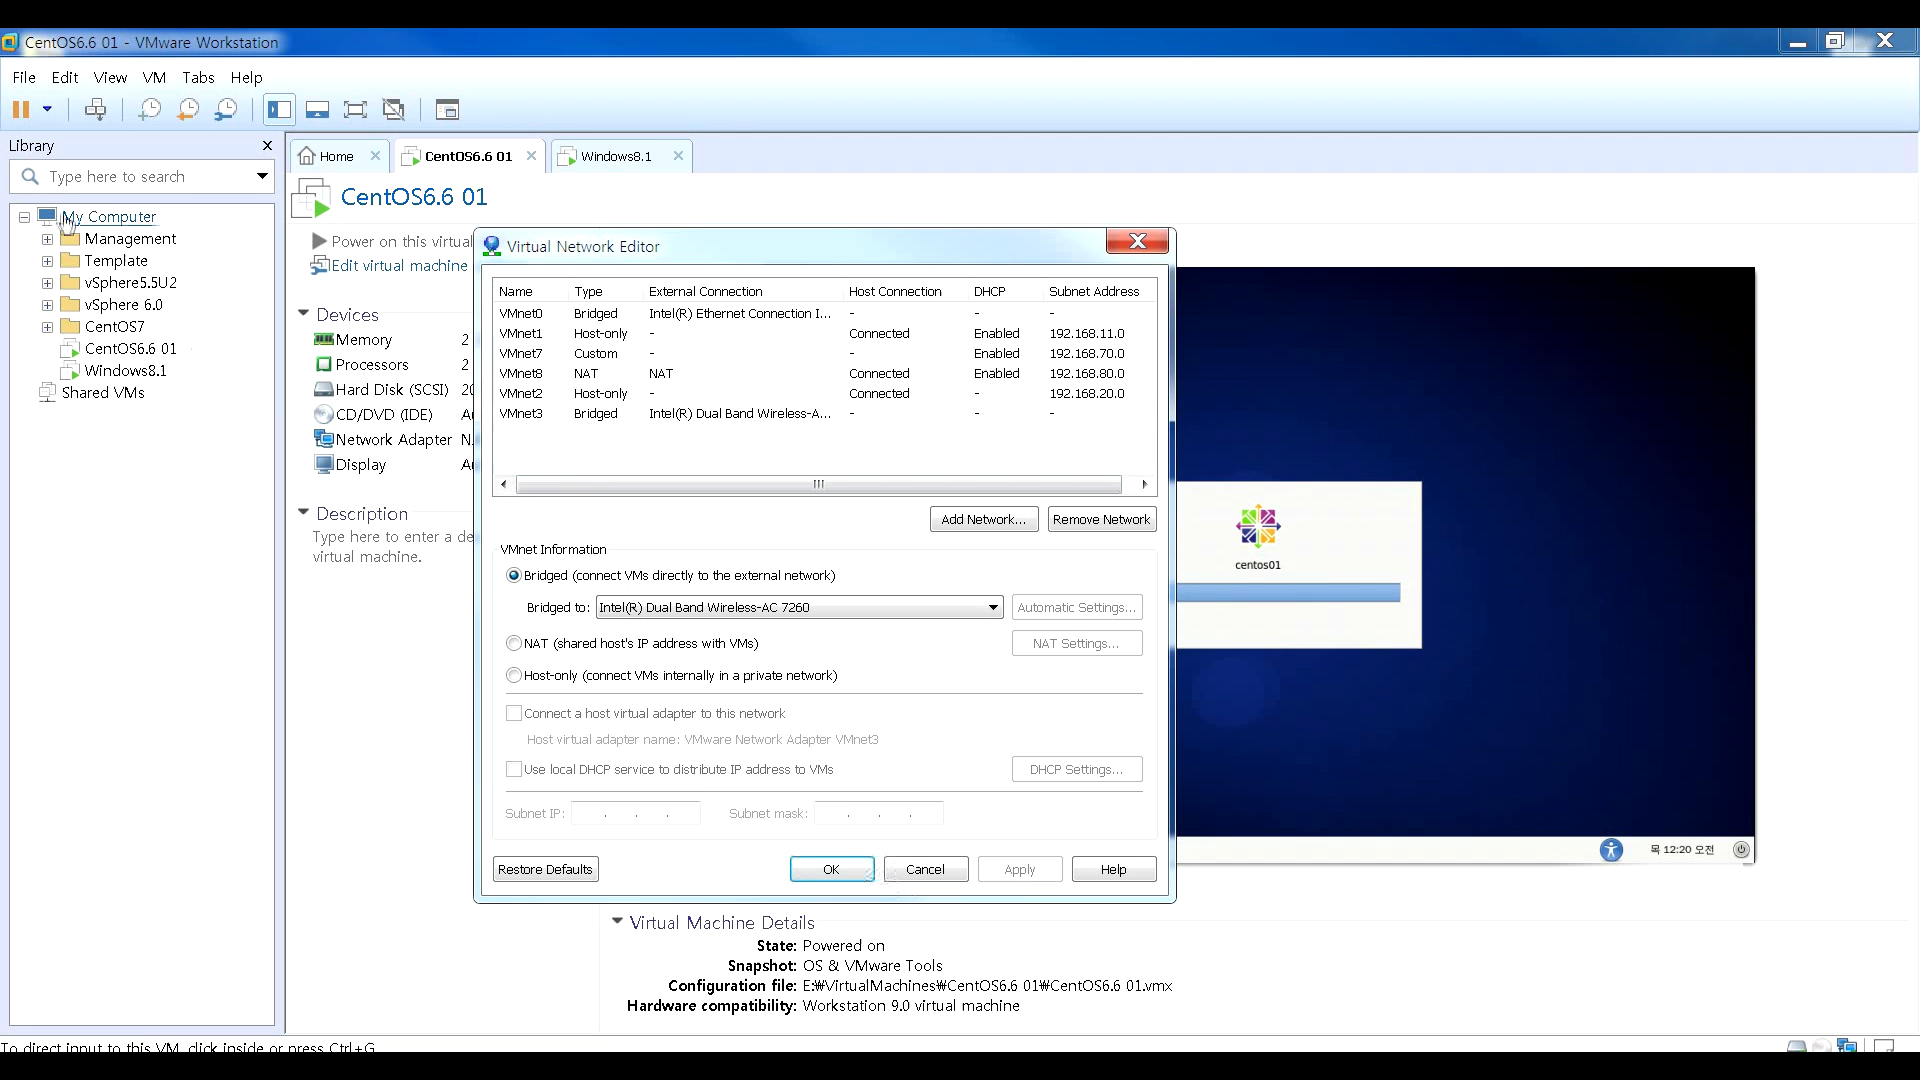 CentOS6.6 01 - VMware Workstation
File Edit View VM Tabs Help
Library
Type here to search
My Computer
Management
Template
vSphere5.5U2
vSphere 6.0
CentOS7
CentOS6.6 01
Windows8.1
Shared VMs
Home
CentOS6.6 01
Windows8.1
CentOS6.6 01
Power on this virtual
Edit virtual machine
Devices
Memory 2
Processors 2
Hard Disk (SCSI) 20
CD/DVD (IDE)
Network Adapter
Display
Description
Type here to enter a de
virtual machine.
Virtual Network Editor
Name Type External Connection Host Connection DHCP Subnet Address
VMnet0 Bridged Intel(R) Ethernet Connection I... - - -
VMnet1 Host-only - Connected Enabled 192.168.11.0
VMnet7 Custom - - Enabled 192.168.70.0
VMnet8 NAT NAT Connected Enabled 192.168.80.0
VMnet2 Host-only - Connected - 192.168.20.0
VMnet3 Bridged Intel(R) Dual Band Wireless-A... - - -
Add Network... Remove Network
VMnet Information
Bridged (connect VMs directly to the external network)
Bridged to: Intel(R) Dual Band Wireless-AC 7260 Automatic Settings...
NAT (shared host's IP address with VMs) NAT Settings...
Host-only (connect VMs internally in a private network)
Connect a host virtual adapter to this network
Host virtual adapter name: VMware Network Adapter VMnet3
Use local DHCP service to distribute IP address to VMs DHCP Settings...
Subnet IP: . . . Subnet mask: . . .
Restore Defaults OK Cancel Apply Help
centos01
목 12:20 오전
Virtual Machine Details
State: Powered on
Snapshot: OS & VMware Tools
Configuration file: E:₩VirtualMachines₩CentOS6.6 01₩CentOS6.6 01.vmx
Hardware compatibility: Workstation 9.0 virtual machine
To direct input to this VM, click inside or press Ctrl+G.